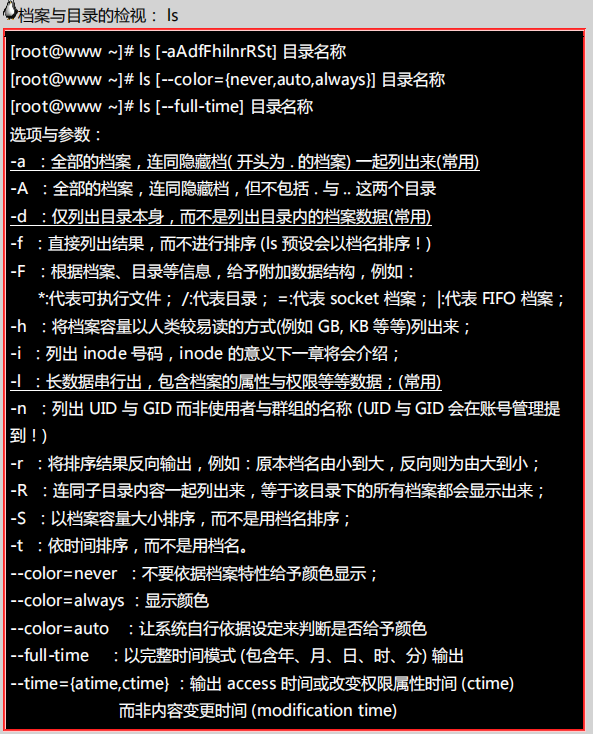 档案与目录的检视： ls
[root@www ~]# ls [-aAdfFhilnrRSt] 目录名称
[root@www ~]# ls [--color={never,auto,always}] 目录名称
[root@www ~]# ls [--full-time] 目录名称
选项与参数：
-a ：全部的档案，连同隐藏档( 开头为 . 的档案) 一起列出来(常用)
-A ：全部的档案，连同隐藏档，但不包括 . 与 .. 这两个目录
-d ：仅列出目录本身，而不是列出目录内的档案数据(常用)
-f ：直接列出结果，而不进行排序 (ls 预设会以档名排序！)
-F ：根据档案、目录等信息，给予附加数据结构，例如：
*:代表可执行文件； /:代表目录； =:代表 socket 档案； |:代表 FIFO 档案；
-h ：将档案容量以人类较易读的方式(例如 GB, KB 等等)列出来；
-i ：列出 inode 号码，inode 的意义下一章将会介绍；
-l ：长数据串行出，包含档案的属性与权限等等数据；(常用)
-n ：列出 UID 与 GID 而非使用者与群组的名称 (UID 与 GID 会在账号管理提
到！)
-r ：将排序结果反向输出，例如：原本档名由小到大，反向则为由大到小；
-R ：连同子目录内容一起列出来，等于该目录下的所有档案都会显示出来；
-S ：以档案容量大小排序，而不是用档名排序；
-t ：依时间排序，而不是用档名。
--color=never ：不要依据档案特性给予颜色显示；
--color=always ：显示颜色
--color=auto ：让系统自行依据设定来判断是否给予颜色
--full-time ：以完整时间模式 (包含年、月、日、时、分) 输出
--time={atime,ctime} ：输出 access 时间或改变权限属性时间 (ctime)
而非内容变更时间 (modification time)